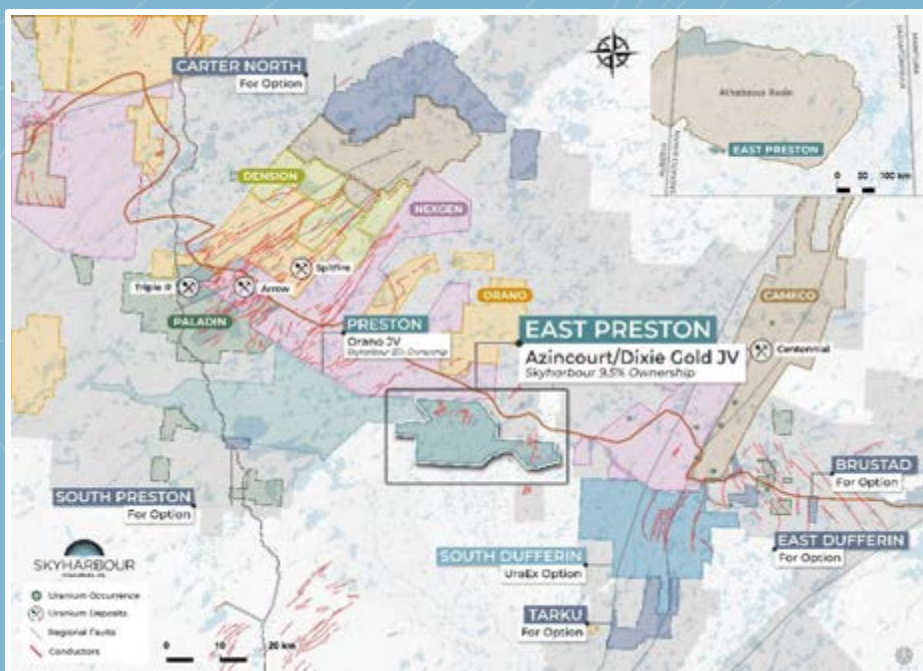 CARTER NORTH
For Option
Athabasca Basin
EAST PRESTON
0 50 100 km
DENSION
NEXGEN
Spitfire
Triple R
Arrow
PALADIN
ORANO
CAMECO
Centennial
PRESTON
Orano JV
EAST PRESTON
Azincourt/Dixie Gold JV
Skyharbour 9.5% Ownership
SOUTH PRESTON
For Option
BRUSTAD
For Option
EAST DUFFERIN
For Option
SOUTH DUFFERIN
UraEx Option
TARKU
For Option
SKYHARBOUR
Uranium Occurrence
Uranium Deposits
Regional Faults
Conductors
0 10 20 km